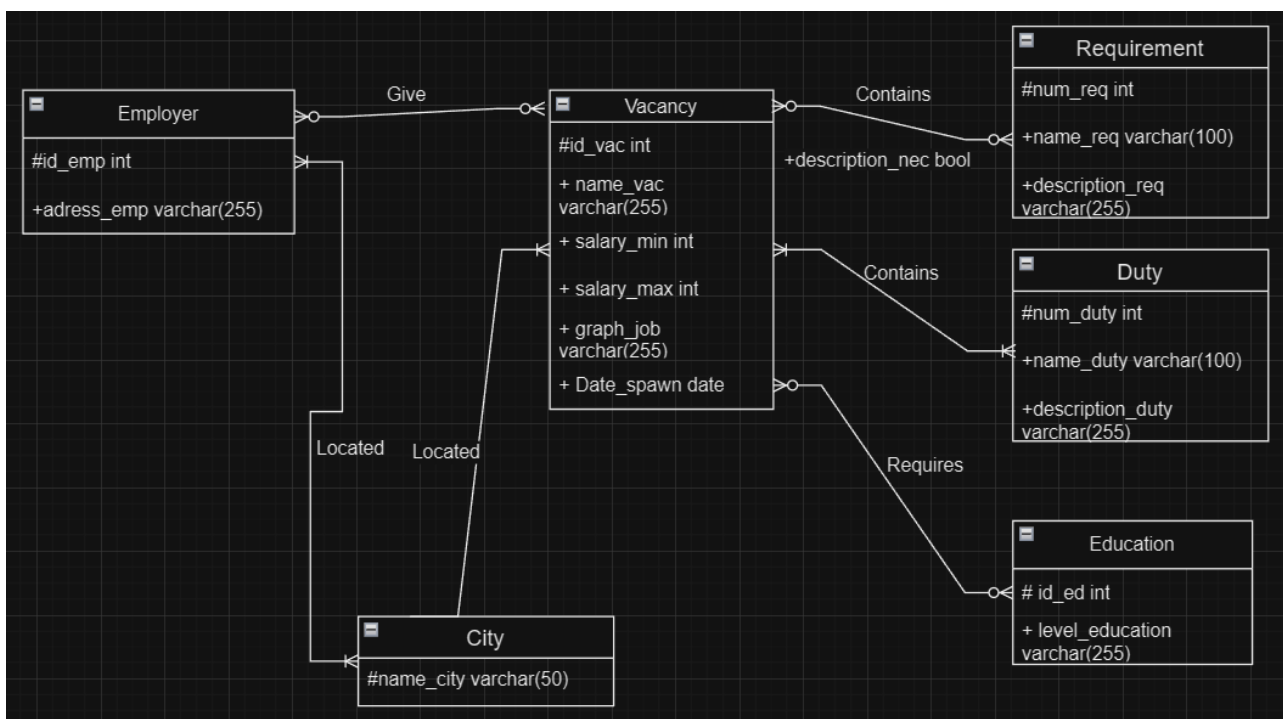 Employer
#id_emp int
+adress_emp varchar(255)
Give
Vacancy
#id_vac int
+ name_vac
varchar(255)
+ salary_min int
+ salary_max int
+ graph_job
varchar(255)
+ Date_spawn date
Contains
+description_nec bool
Requirement
#num_req int
+name_req varchar(100)
+description_req
varchar(255)
Contains
Duty
#num_duty int
+name_duty varchar(100)
+description_duty
varchar(255)
Located
Located
Requires
Education
# id_ed int
+ level_education
varchar(255)
City
#name_city varchar(50)